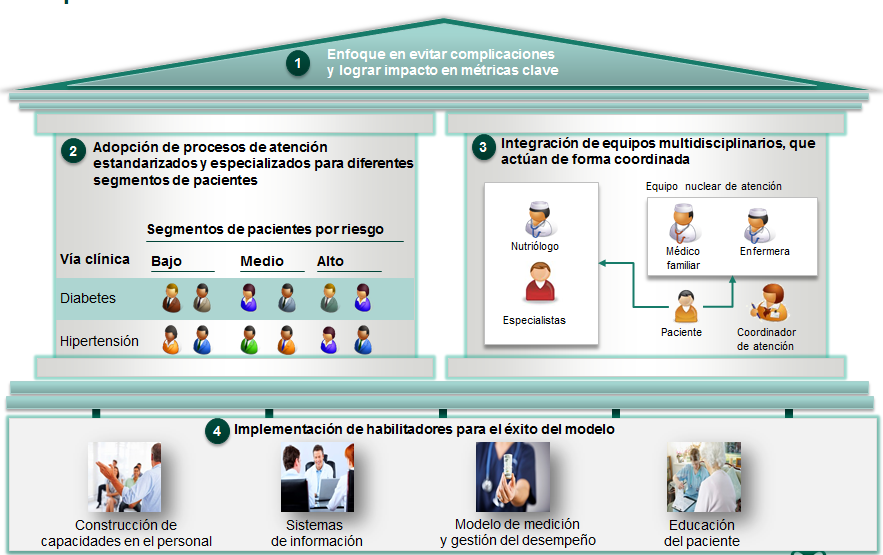 1
Enfoque en evitar complicaciones
y lograr impacto en métricas clave
2
Adopción de procesos de atención
estandarizados y especializados para diferentes
segmentos de pacientes
Segmentos de pacientes por riesgo
Vía clínica Bajo Medio Alto
Diabetes
Hipertensión
3
Integración de equipos multidisciplinarios, que
actúan de forma coordinada
Equipo nuclear de atención
Nutriólogo
Especialistas
Médico
familiar
Enfermera
Paciente
Coordinador
de atención
4
Implementación de habilitadores para el éxito del modelo
Construcción de
capacidades en el personal
Sistemas
de información
Modelo de medición
y gestión del desempeño
Educación
del paciente